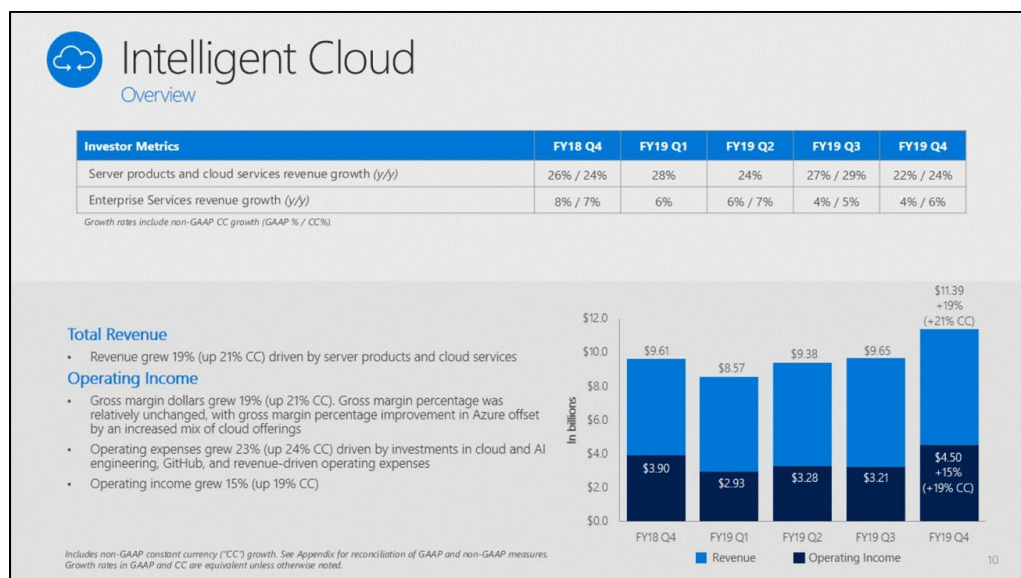 Intelligent Cloud
Overview
Investor Metrics FY18 Q4 FY19 Q1 FY19 Q2 FY19 Q3 FY19 Q4
Server products and cloud services revenue growth (y/y) 26% / 24% 28% 24% 27% / 29% 22% / 24%
Enterprise Services revenue growth (y/y) 8% / 7% 6% 6% / 7% 4% / 5% 4% / 6%
Growth rates include non-GAAP CC growth (GAAP % / CC%).
Total Revenue
• Revenue grew 19% (up 21% CC) driven by server products and cloud services
Operating Income
• Gross margin dollars grew 19% (up 21% CC). Gross margin percentage was
relatively unchanged, with gross margin percentage improvement in Azure offset
by an increased mix of cloud offerings
• Operating expenses grew 23% (up 24% CC) driven by investments in cloud and AI
engineering, GitHub, and revenue-driven operating expenses
• Operating income grew 15% (up 19% CC)
Includes non-GAAP constant currency ("CC") growth. See Appendix for reconciliation of GAAP and non-GAAP measures.
Growth rates in GAAP and CC are equivalent unless otherwise noted.
In billions
$12.0
$10.0
$8.0
$6.0
$4.0
$2.0
$0.0
$9.61
$8.57
$9.38
$9.65
$11.39
+19%
(+21% CC)
$3.90
$2.93
$3.28
$3.21
$4.50
+15%
(+19% CC)
FY18 Q4 FY19 Q1 FY19 Q2 FY19 Q3 FY19 Q4
Revenue Operating Income
10